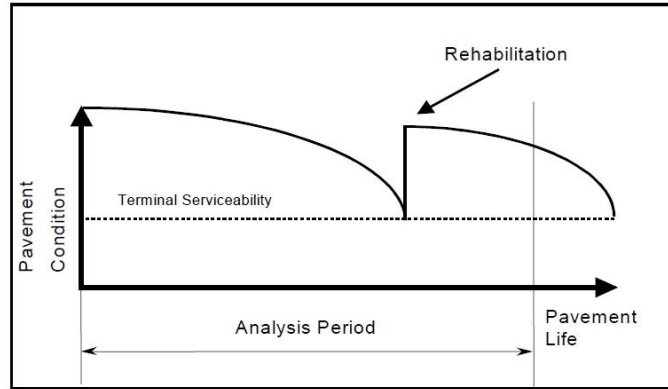 Rehabilitation
Terminal Serviceability
Pavement
Condition
Analysis Period
Pavement
Life